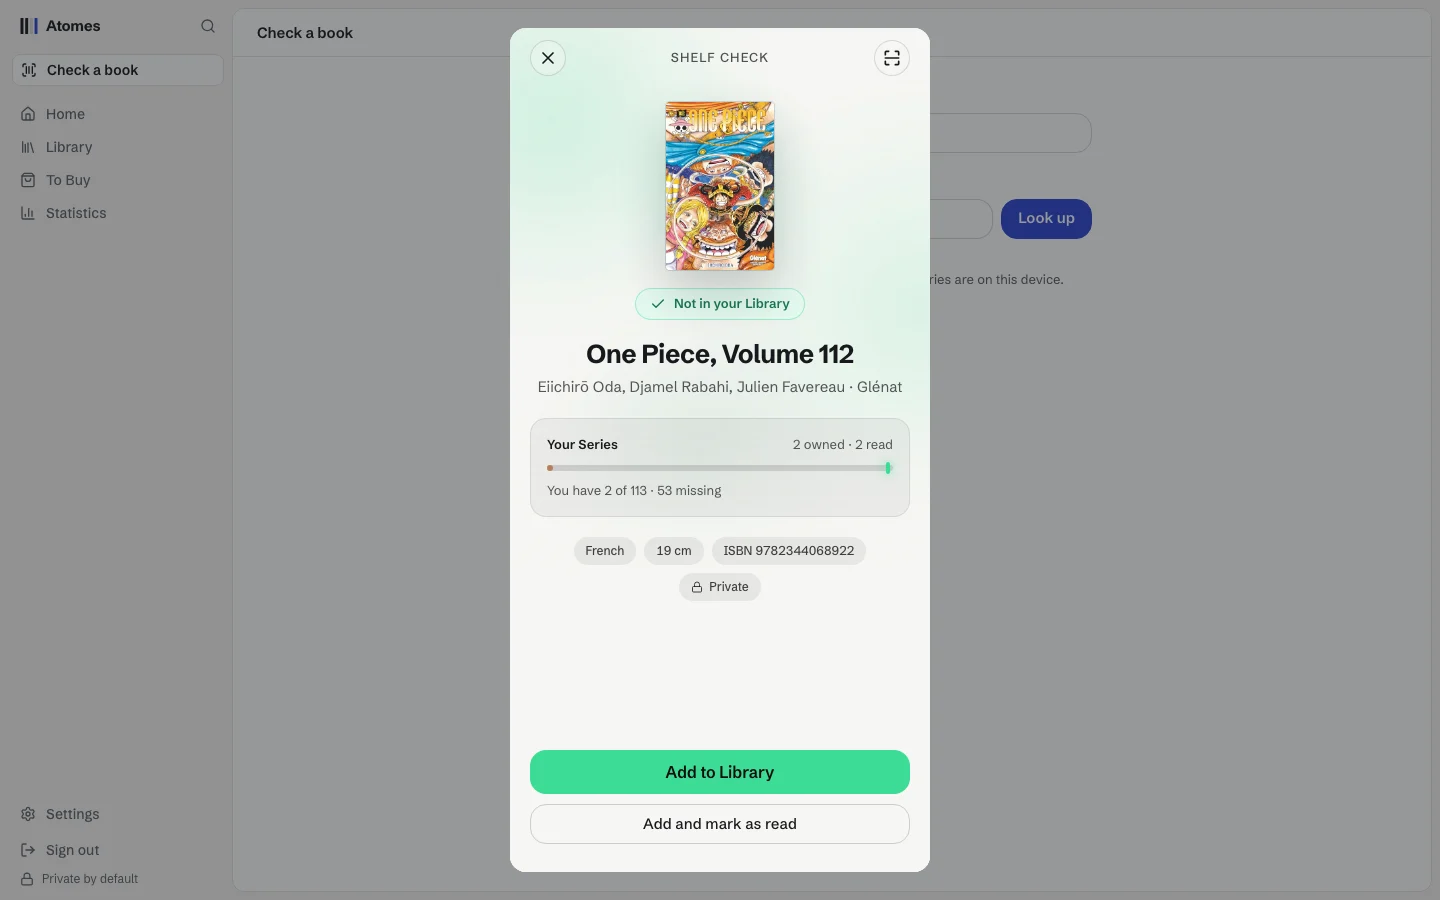 Atomes
Check a book
Home
Library
To Buy
Statistics
Settings
Sign out
Private by default
Check a book
Look up
ries are on this device.
SHELF CHECK
ONE PIECE
Glénat
Not in your Library
One Piece, Volume 112
Eiichirō Oda, Djamel Rabahi, Julien Favereau · Glénat
Your Series
2 owned · 2 read
You have 2 of 113 · 53 missing
French
19 cm
ISBN 9782344068922
Private
Add to Library
Add and mark as read